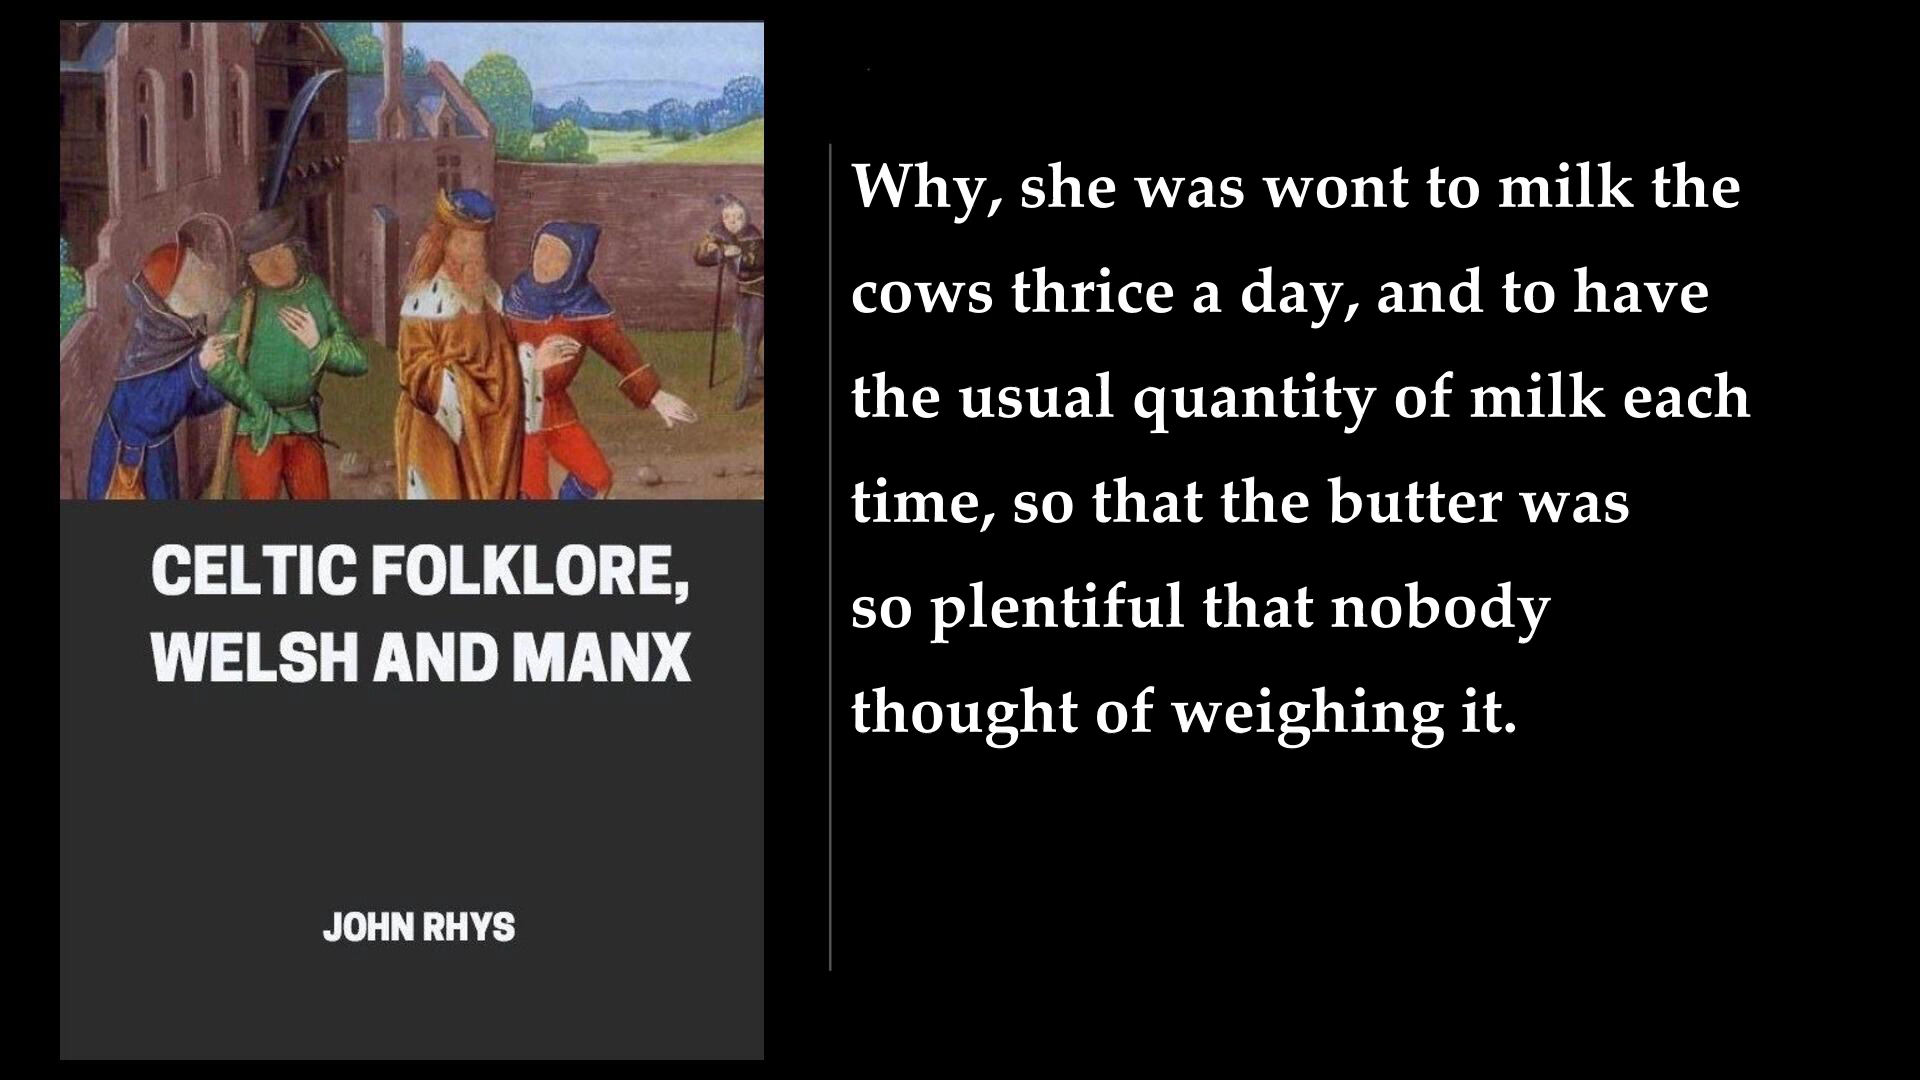 CELTIC FOLKLORE,
WELSH AND MANX
JOHN RHYS
Why, she was wont to milk the
cows thrice a day, and to have
the usual quantity of milk each
time, so that the butter was
so plentiful that nobody
thought of weighing it.